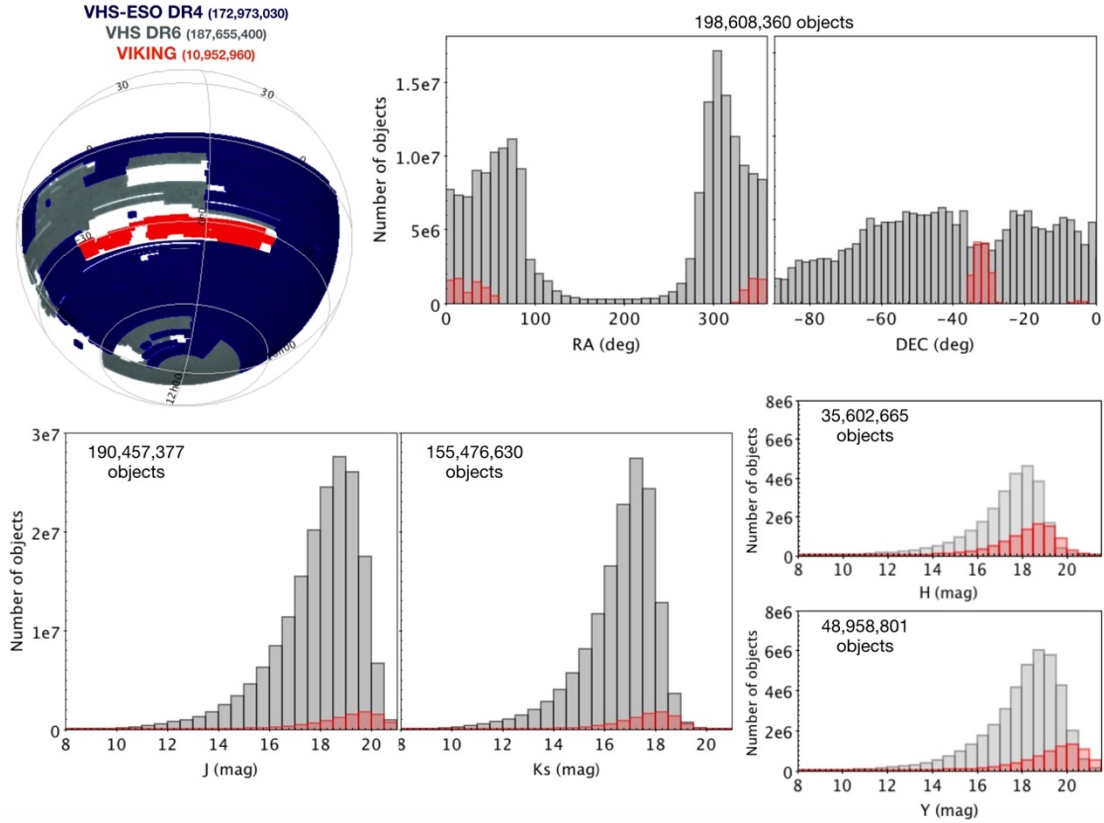 VHS-ESO DR4 (172,973,030)
VHS DR6 (187,655,400)
VIKING (10,952,960)
30
30
0
0
-30
12h00
198,608,360 objects
Number of objects
1.5e7
1.0e7
5e6
0
0 100 200 300
RA (deg)
−80 −60 −40 −20 0
DEC (deg)
190,457,377
objects
Number of objects
3e7
2e7
1e7
0
8 10 12 14 16 18 20
J (mag)
155,476,630
objects
8 10 12 14 16 18 20
Ks (mag)
35,602,665
objects
Number of objects
8e6
6e6
4e6
2e6
0
8 10 12 14 16 18 20
H (mag)
48,958,801
objects
Number of objects
8e6
6e6
4e6
2e6
0
8 10 12 14 16 18 20
Y (mag)